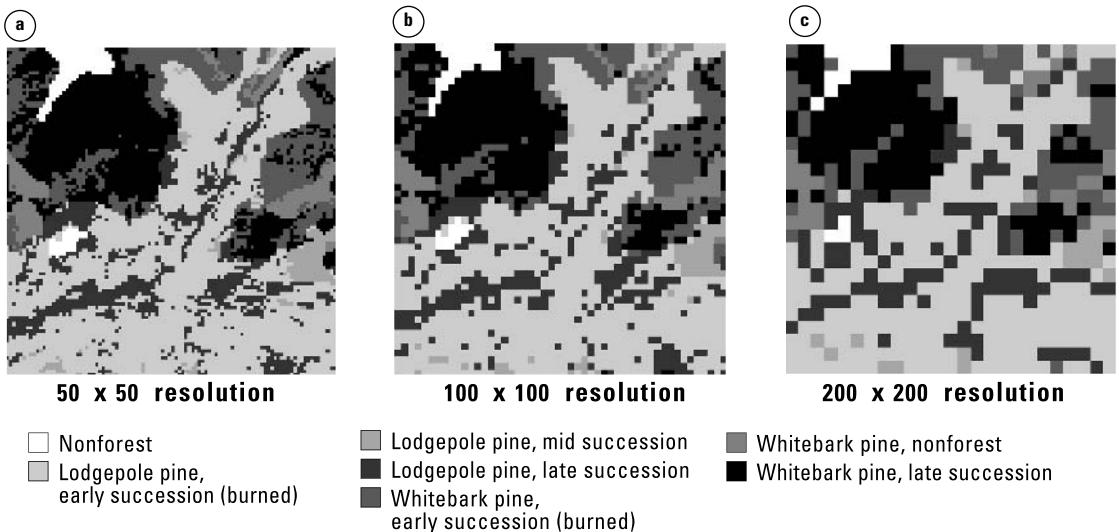 a
b
c
50 x 50 resolution
100 x 100 resolution
200 x 200 resolution
Nonforest
Lodgepole pine,
early succession (burned)
Lodgepole pine, mid succession
Lodgepole pine, late succession
Whitebark pine,
early succession (burned)
Whitebark pine, nonforest
Whitebark pine, late succession